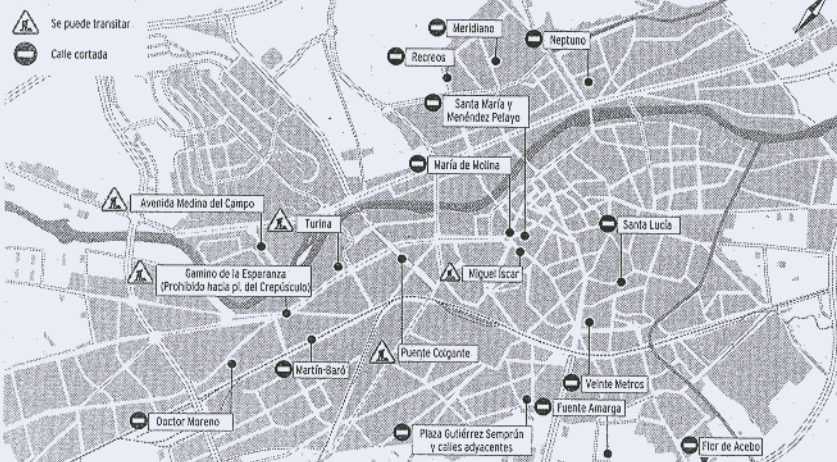 Se puede transitar
Calle cortada
Meridiano
Neptuno
Recreos
Santa María y
Menéndez Pelayo
María de Molina
Avenida Medina del Campo
Turina
Santa Lucía
Camino de la Esperanza
(Prohibido hacia pl. del Crepúsculo)
Miguel Iscar
Puente Colgante
Martín-Baró
Veinte Metros
Fuente Amarga
Doctor Moreno
Plaza Gutiérrez Semprún
y calles adyacentes
Flor de Acebo